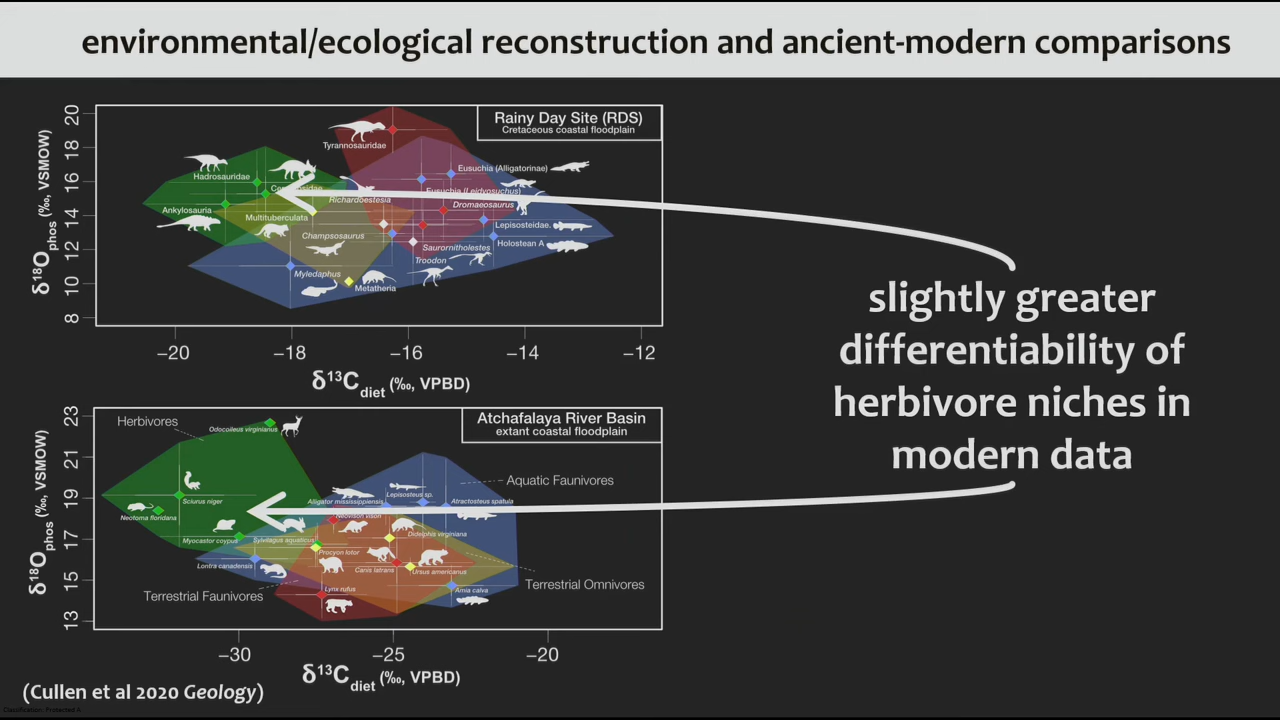 environmental/ecological reconstruction and ancient-modern comparisons
Rainy Day Site (RDS)
Cretaceous coastal floodplain
δ¹⁸Ophos (‰, VSMOW)
20
18
16
14
12
10
8
Tyrannosauridae
Hadrosauridae
Ankylosauria
Multituberculata
Richardoestesia
Champsosaurus
Myledaphus
Metatheria
Eusuchia (Alligatorinae)
Eusuchia (Leidyosuchus)
Dromaeosaurus
Lepisosteidae.
Holostean A
Saurornitholestes
Troodon
−20
−18
−16
−14
−12
δ¹³Cdiet (‰, VPBD)
slightly greater
differentiability of
herbivore niches in
modern data
Atchafalaya River Basin
extant coastal floodplain
δ¹⁸Ophos (‰, VSMOW)
23
21
19
17
15
13
Herbivores
Odocoileus virginianus
Sciurus niger
Neotoma floridana
Myocastor coypus
Sylvilagus aquaticus
Lontra canadensis
Alligator mississippiensis
Lepisosteus sp.
Atractosteus spatula
Aquatic Faunivores
Neovison vison
Didelphis virginiana
Procyon lotor
Canis latrans
Ursus americanus
Lynx rufus
Amia calva
Terrestrial Faunivores
Terrestrial Omnivores
−30
−25
−20
δ¹³Cdiet (‰, VPBD)
(Cullen et al 2020 Geology)
Classification: Protected A